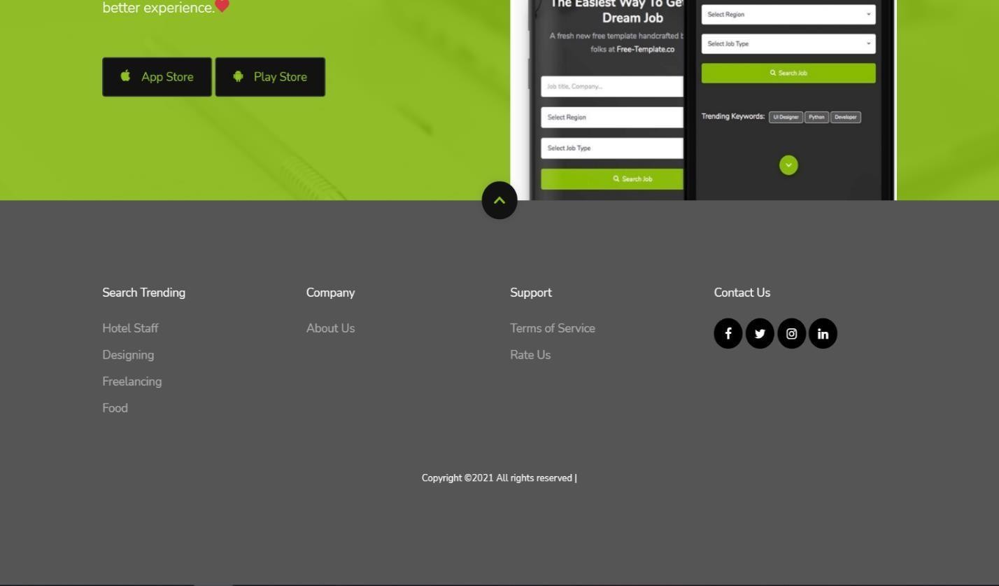 better experience.
App Store
Play Store
The Easiest Way To Get
Dream Job
A fresh new free template handcrafted
folks at Free-Template.co
Job title, Company...
Select Region
Select Job Type
Search Job
Select Region
Select Job Type
Search Job
Trending Keywords: UI Designer Python Developer
Search Trending
Hotel Staff
Designing
Freelancing
Food
Company
About Us
Support
Terms of Service
Rate Us
Contact Us
Copyright ©2021 All rights reserved |